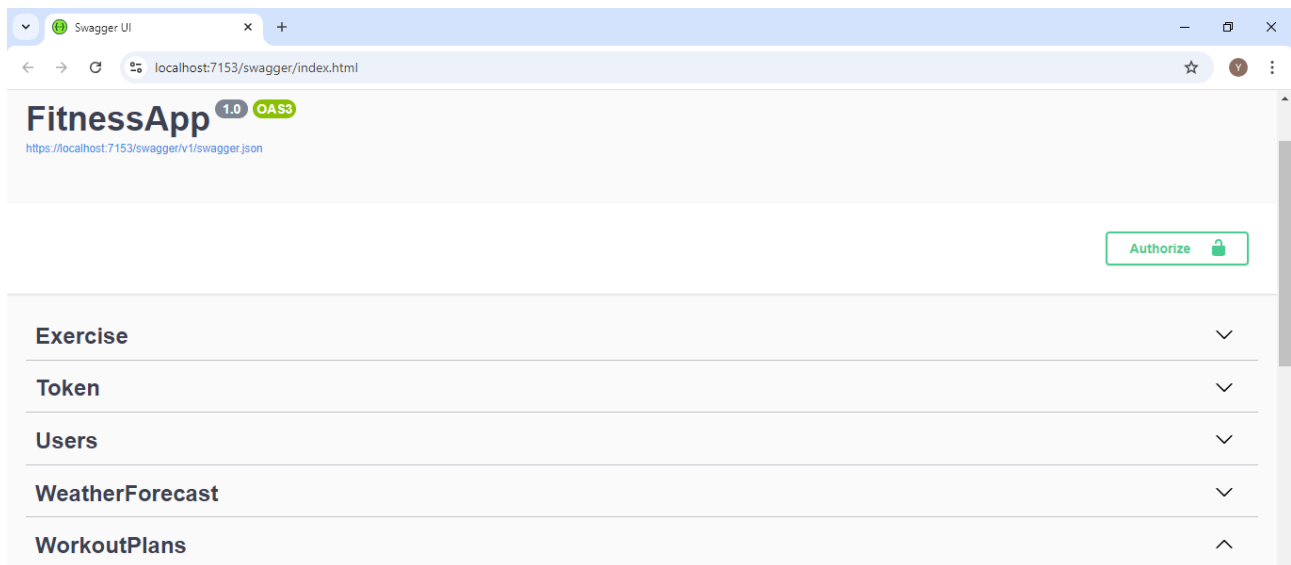 Swagger UI
localhost:7153/swagger/index.html
Y
FitnessApp 1.0 OAS3
https://localhost:7153/swagger/v1/swagger.json
Authorize
Exercise
Token
Users
WeatherForecast
WorkoutPlans